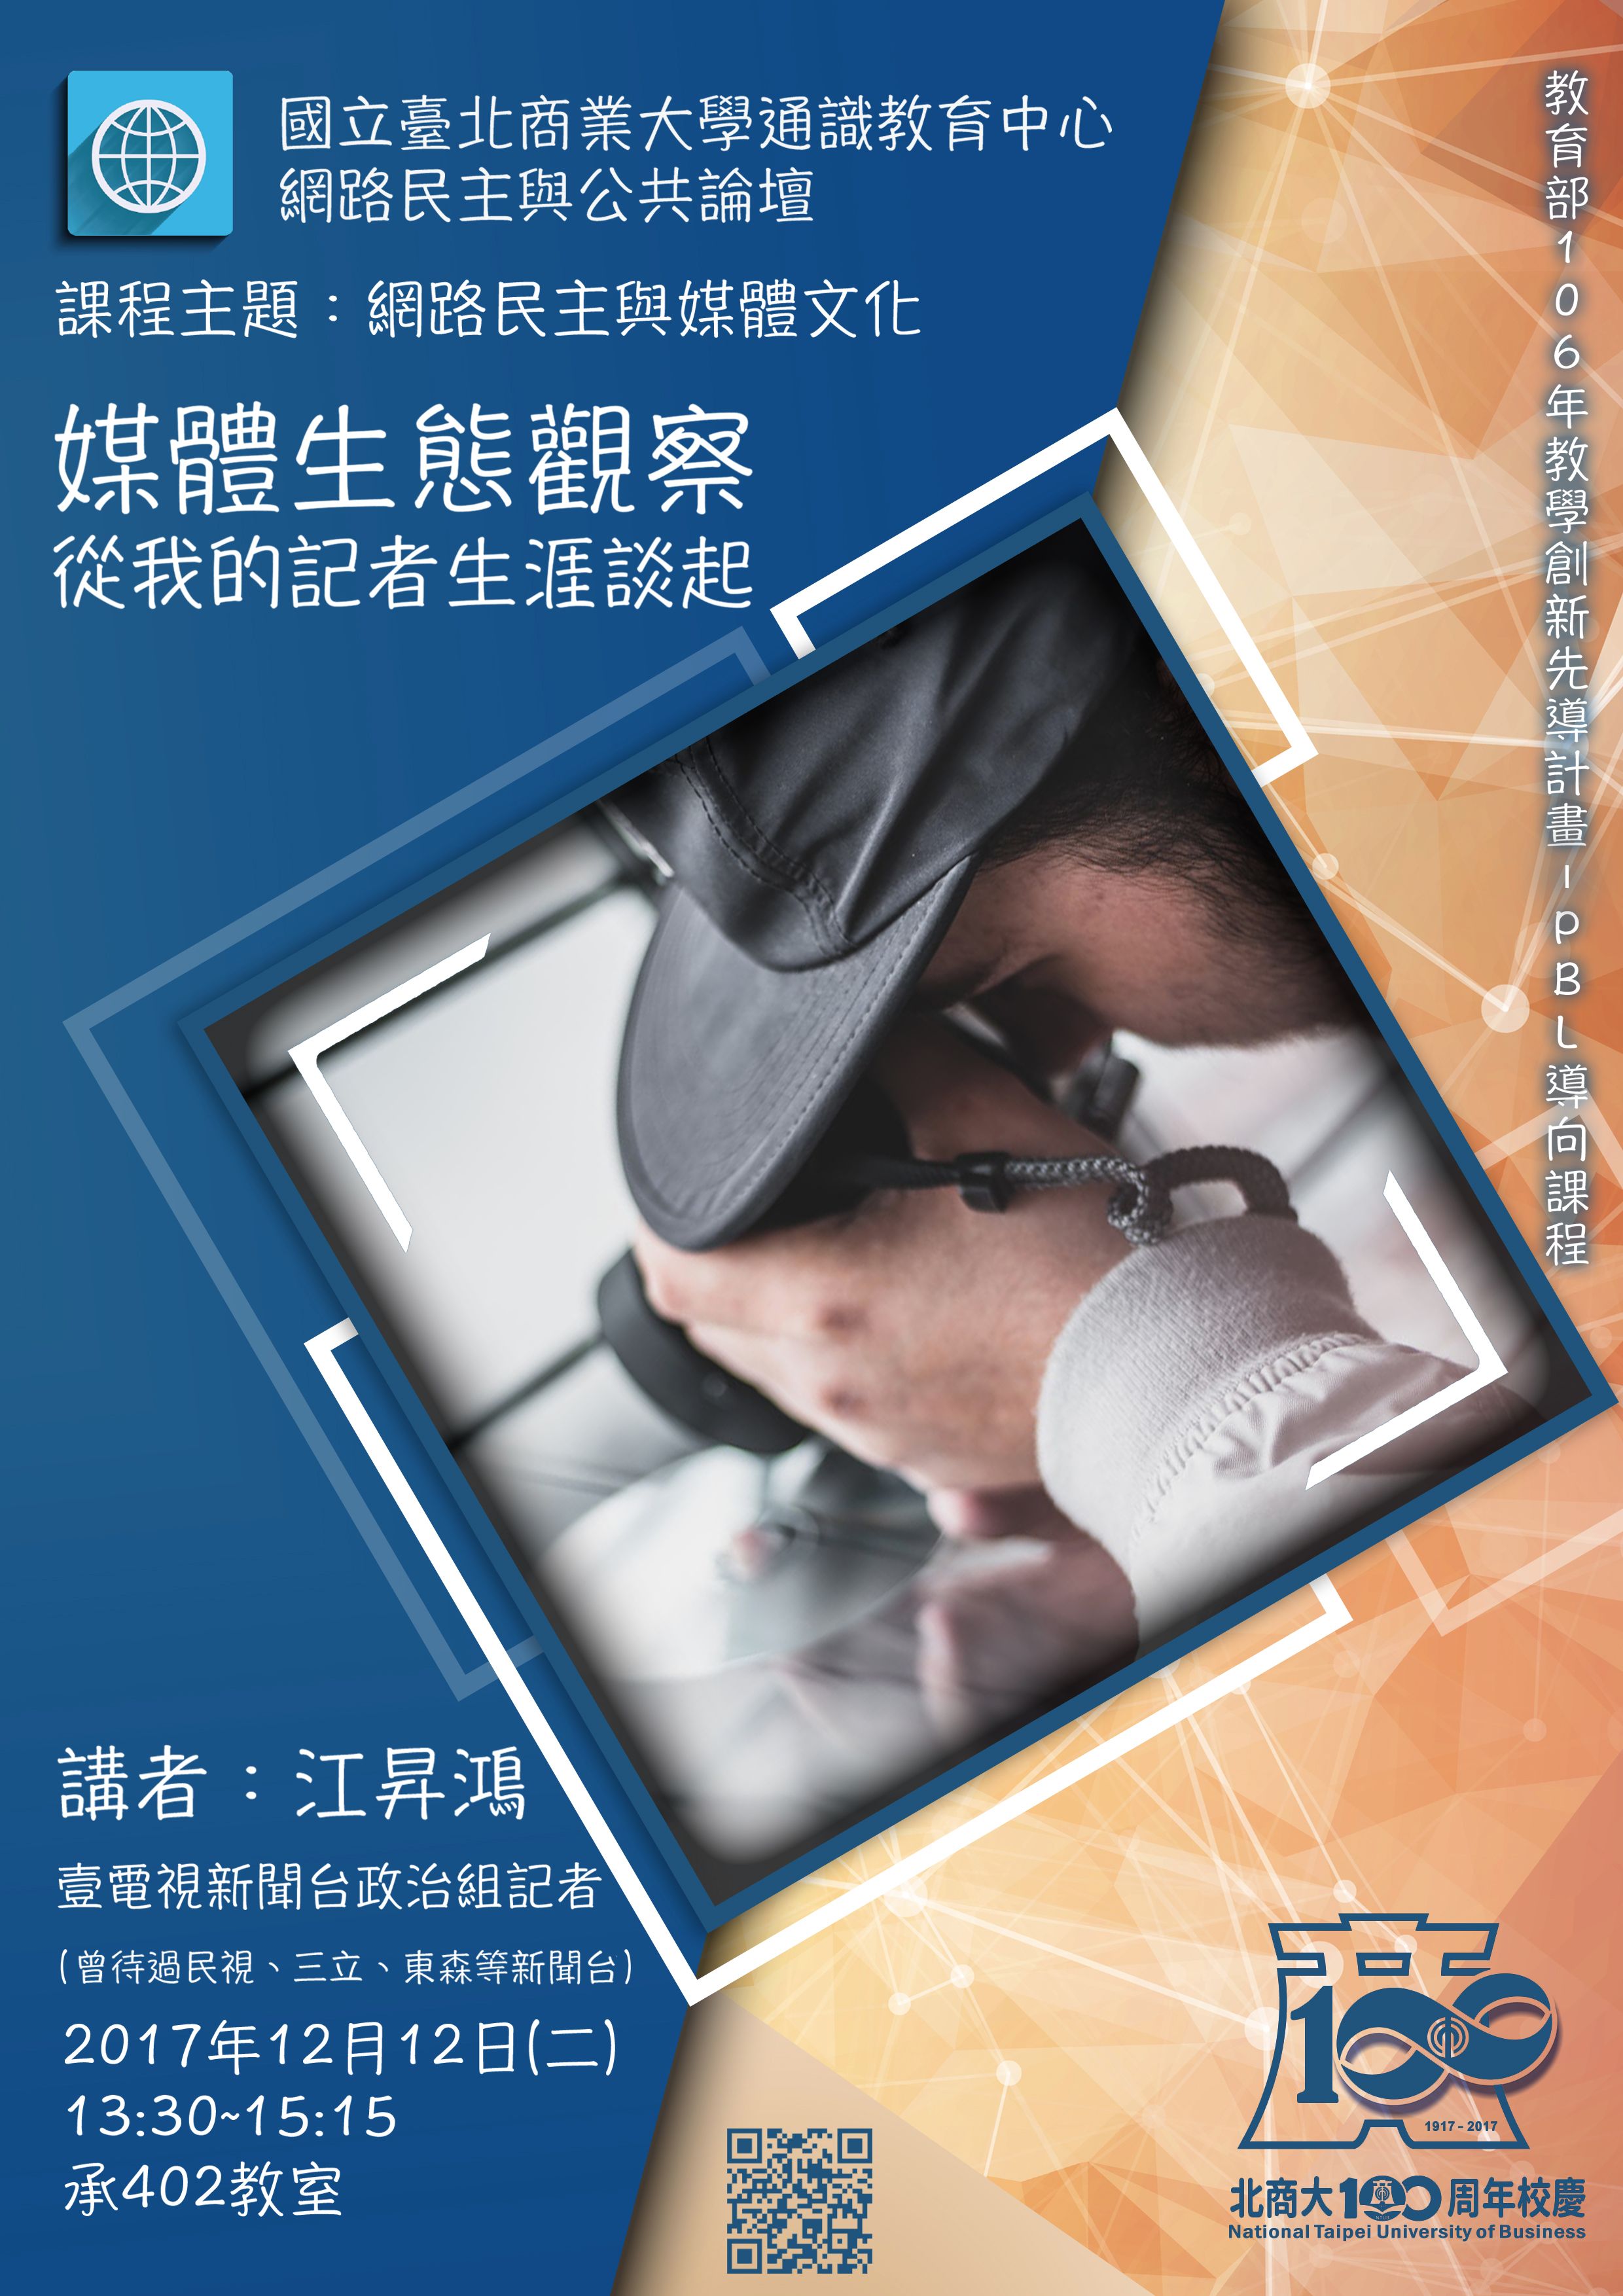 國立臺北商業大學通識教育中心
網路民主與公共論壇
課程主題：網路民主與媒體文化
媒體生態觀察
從我的記者生涯談起
教育部106年教學創新先導計畫-PBL導向課程
講者：江昇鴻
壹電視新聞台政治組記者
(曾待過民視、三立、東森等新聞台)
2017年12月12日(二)
13:30~15:15
承402教室
100
1917-2017
北商大100周年校慶
National Taipei University of Business